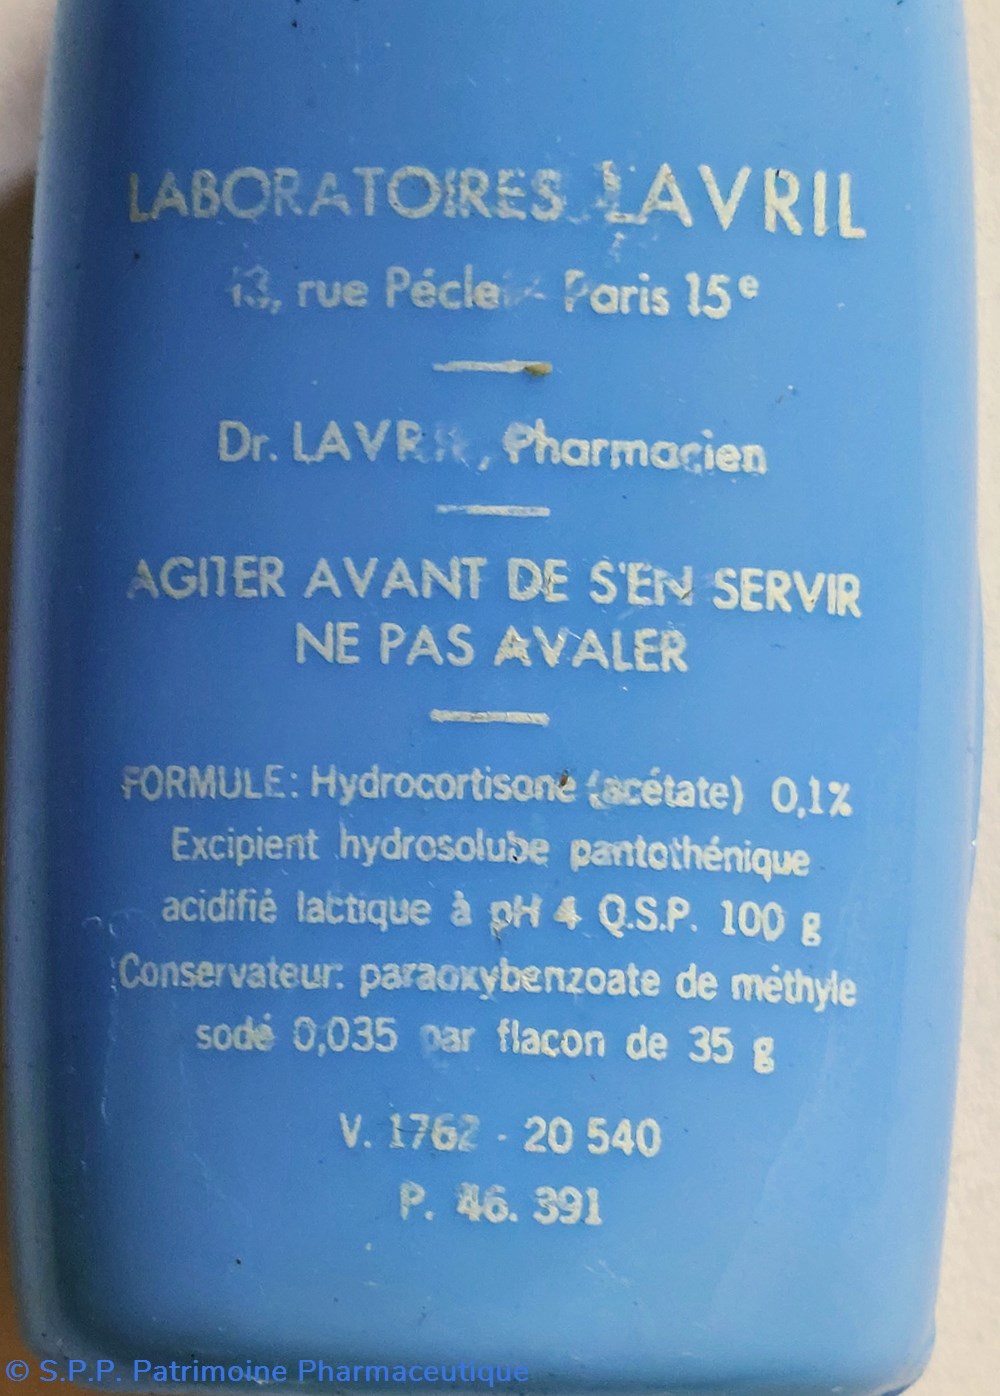 LABORATOIRES LAVRIL
13, rue Péclet - Paris 15e
Dr. LAVRIL, Pharmacien
AGITER AVANT DE S'EN SERVIR
NE PAS AVALER
FORMULE: Hydrocortisone (acétate) 0,1%
Excipient hydrosolube pantothénique
acidifié lactique à pH 4 Q.S.P. 100 g
Conservateur: paraoxybenzoate de méthyle
sodé 0,035 par flacon de 35 g
V. 1762 - 20 540
P. 46. 391
© S.P.P. Patrimoine Pharmaceutique